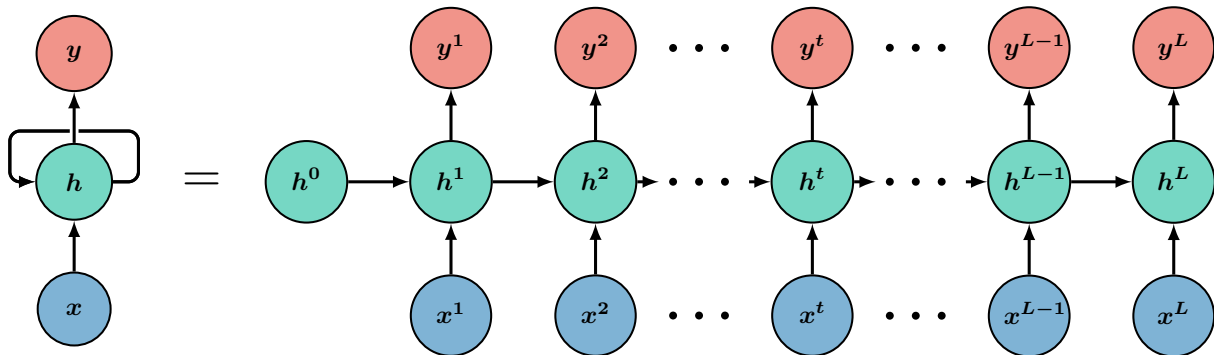 y y¹ y² ··· yᵗ ··· yᴸ⁻¹ yᴸ
h = h⁰ h¹ h² ··· hᵗ ··· hᴸ⁻¹ hᴸ
x x¹ x² ··· xᵗ ··· xᴸ⁻¹ xᴸ